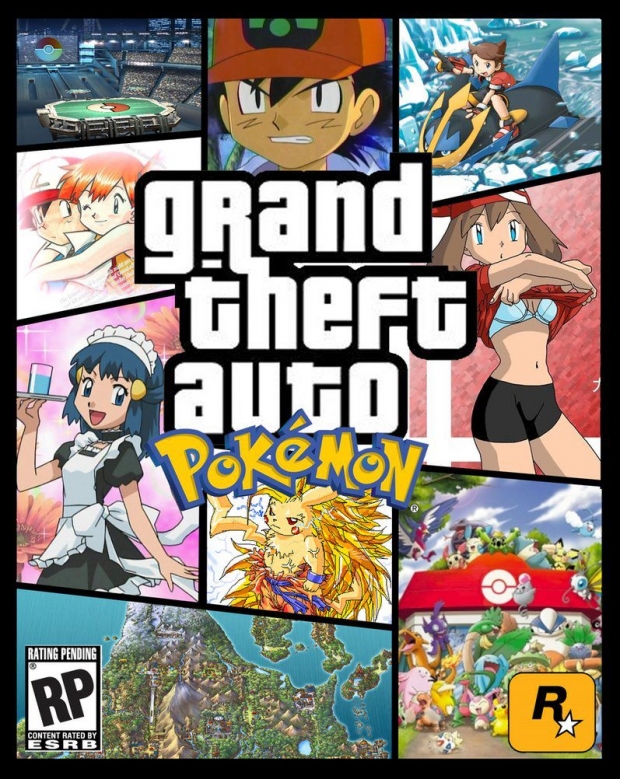 grand
theft
auto
POKéMON
®
RATING PENDING
®
RP
CONTENT RATED BY
ESRB
R